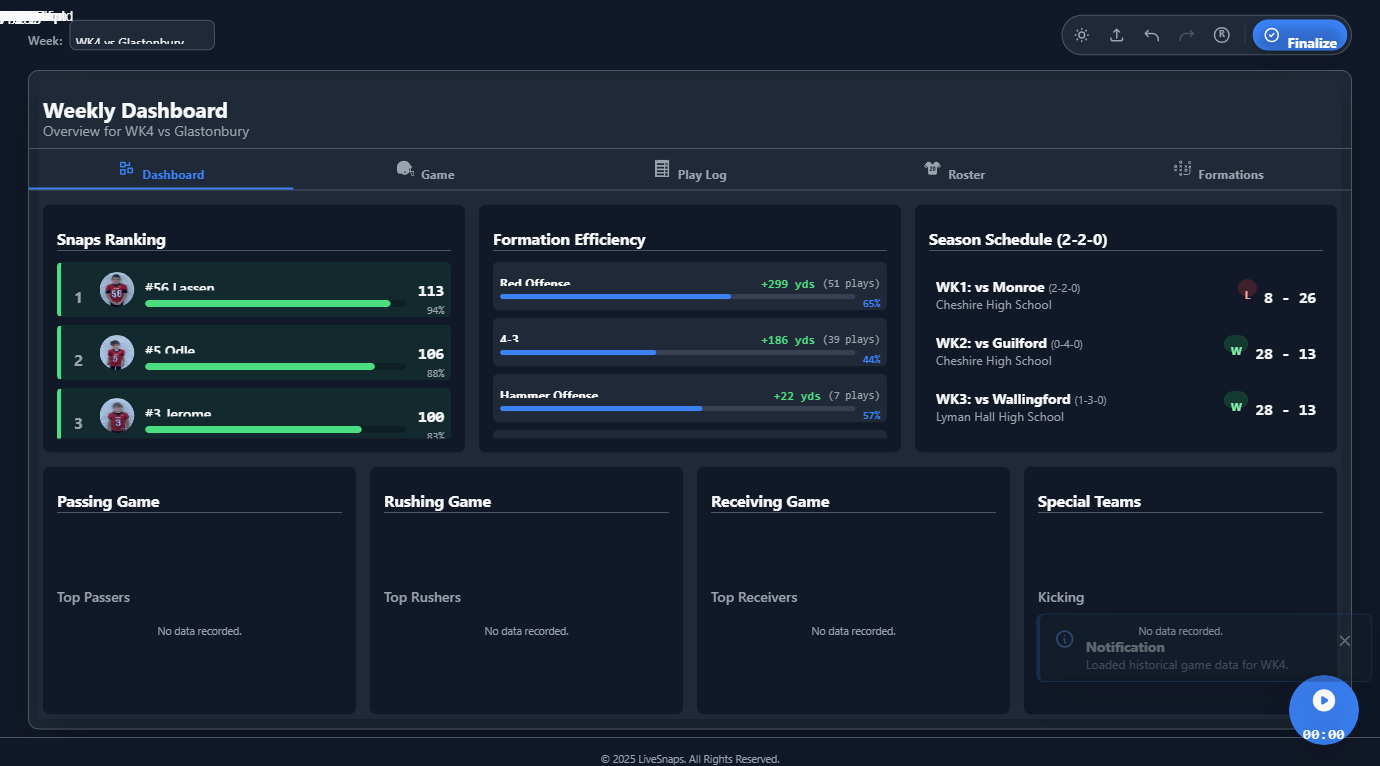 Week:
WK4 vs Glastonbury
Finalize
Weekly Dashboard
Overview for WK4 vs Glastonbury
Dashboard
Game
Play Log
Roster
Formations
Snaps Ranking
1
#56 Lassen
113
94%
2
#5 Odle
106
88%
3
#3 Jerome
100
83%
Formation Efficiency
Red Offense
+299 yds (51 plays)
65%
4-3
+186 yds (39 plays)
44%
Hammer Offense
+22 yds (7 plays)
57%
Season Schedule (2-2-0)
WK1: vs Monroe (2-2-0)
Cheshire High School
L 8 - 26
WK2: vs Guilford (0-4-0)
Cheshire High School
W 28 - 13
WK3: vs Wallingford (1-3-0)
Lyman Hall High School
W 28 - 13
Passing Game
Top Passers
No data recorded.
Rushing Game
Top Rushers
No data recorded.
Receiving Game
Top Receivers
No data recorded.
Special Teams
Kicking
No data recorded.
Notification
Loaded historical game data for WK4.
00:00
© 2025 LiveSnaps. All Rights Reserved.